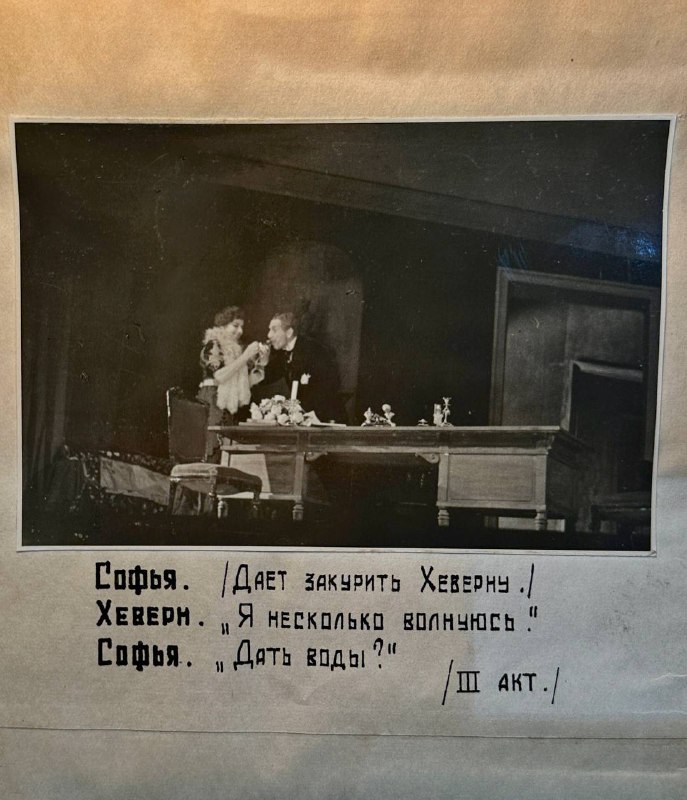 Софья. /Дает закурить Хеверну./
Хеверн. „Я несколько волнуюсь."
Софья. „Дать воды?"
/III акт./